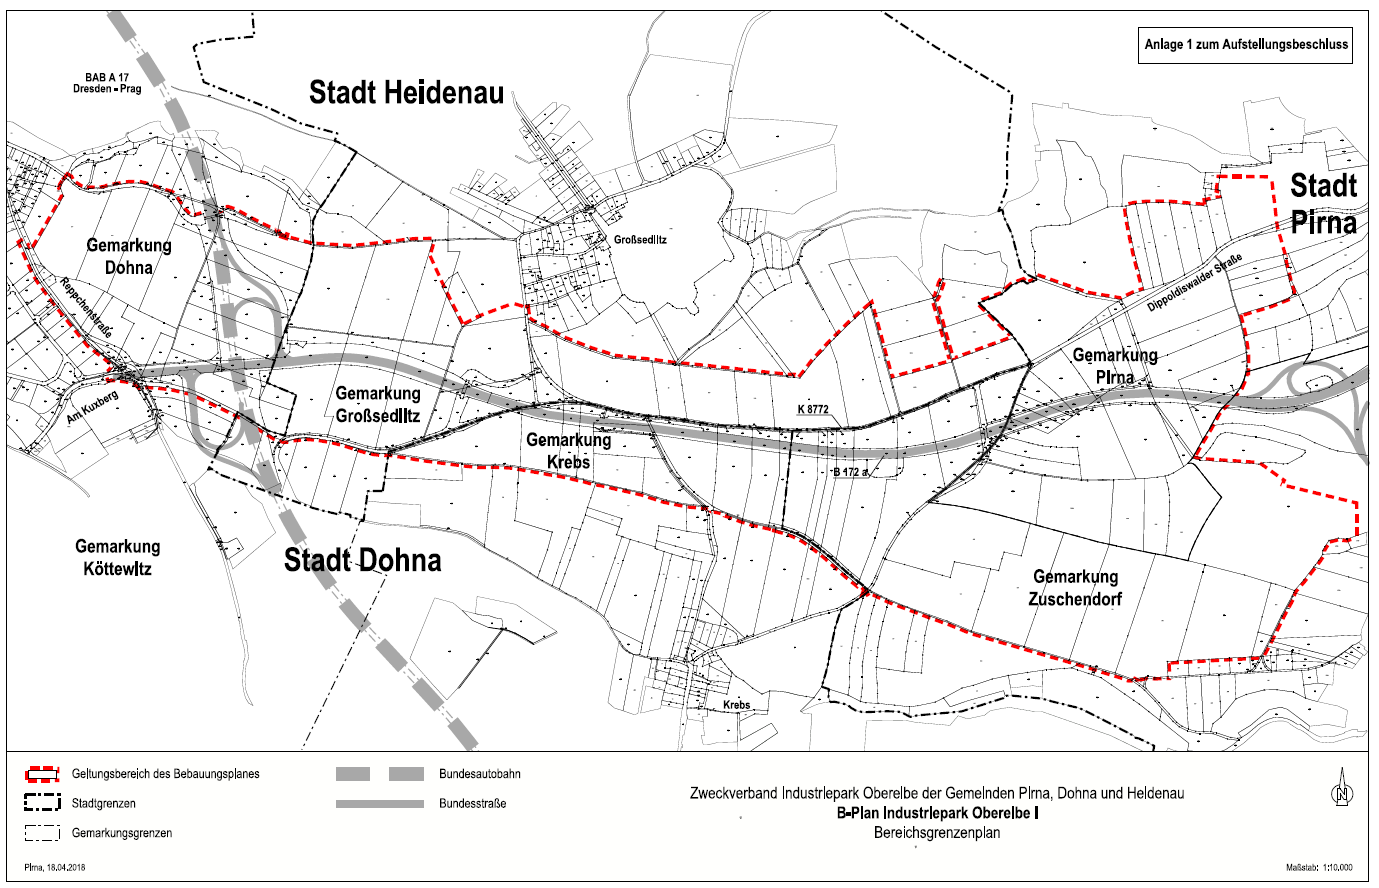 Anlage 1 zum Aufstellungsbeschluss
BAB A 17
Dresden - Prag
Stadt Heidenau
Stadt
Pirna
Gemarkung
Dohna
Großsedlitz
Reppchenstraße
Dippoldiswalder Straße
Gemarkung
Pirna
Gemarkung
Großsedlitz
Am Kuxberg
K 8772
Gemarkung
Krebs
B 172 a
Gemarkung
Köttewitz
Stadt Dohna
Gemarkung
Zuschendorf
Krebs
Geltungsbereich des Bebauungsplanes
Stadtgrenzen
Gemarkungsgrenzen
Bundesautobahn
Bundesstraße
Zweckverband Industriepark Oberelbe der Gemeinden Pirna, Dohna und Heidenau
B-Plan Industriepark Oberelbe I
Bereichsgrenzenplan
N
Pirna, 18.04.2018
Maßstab: 1:10.000